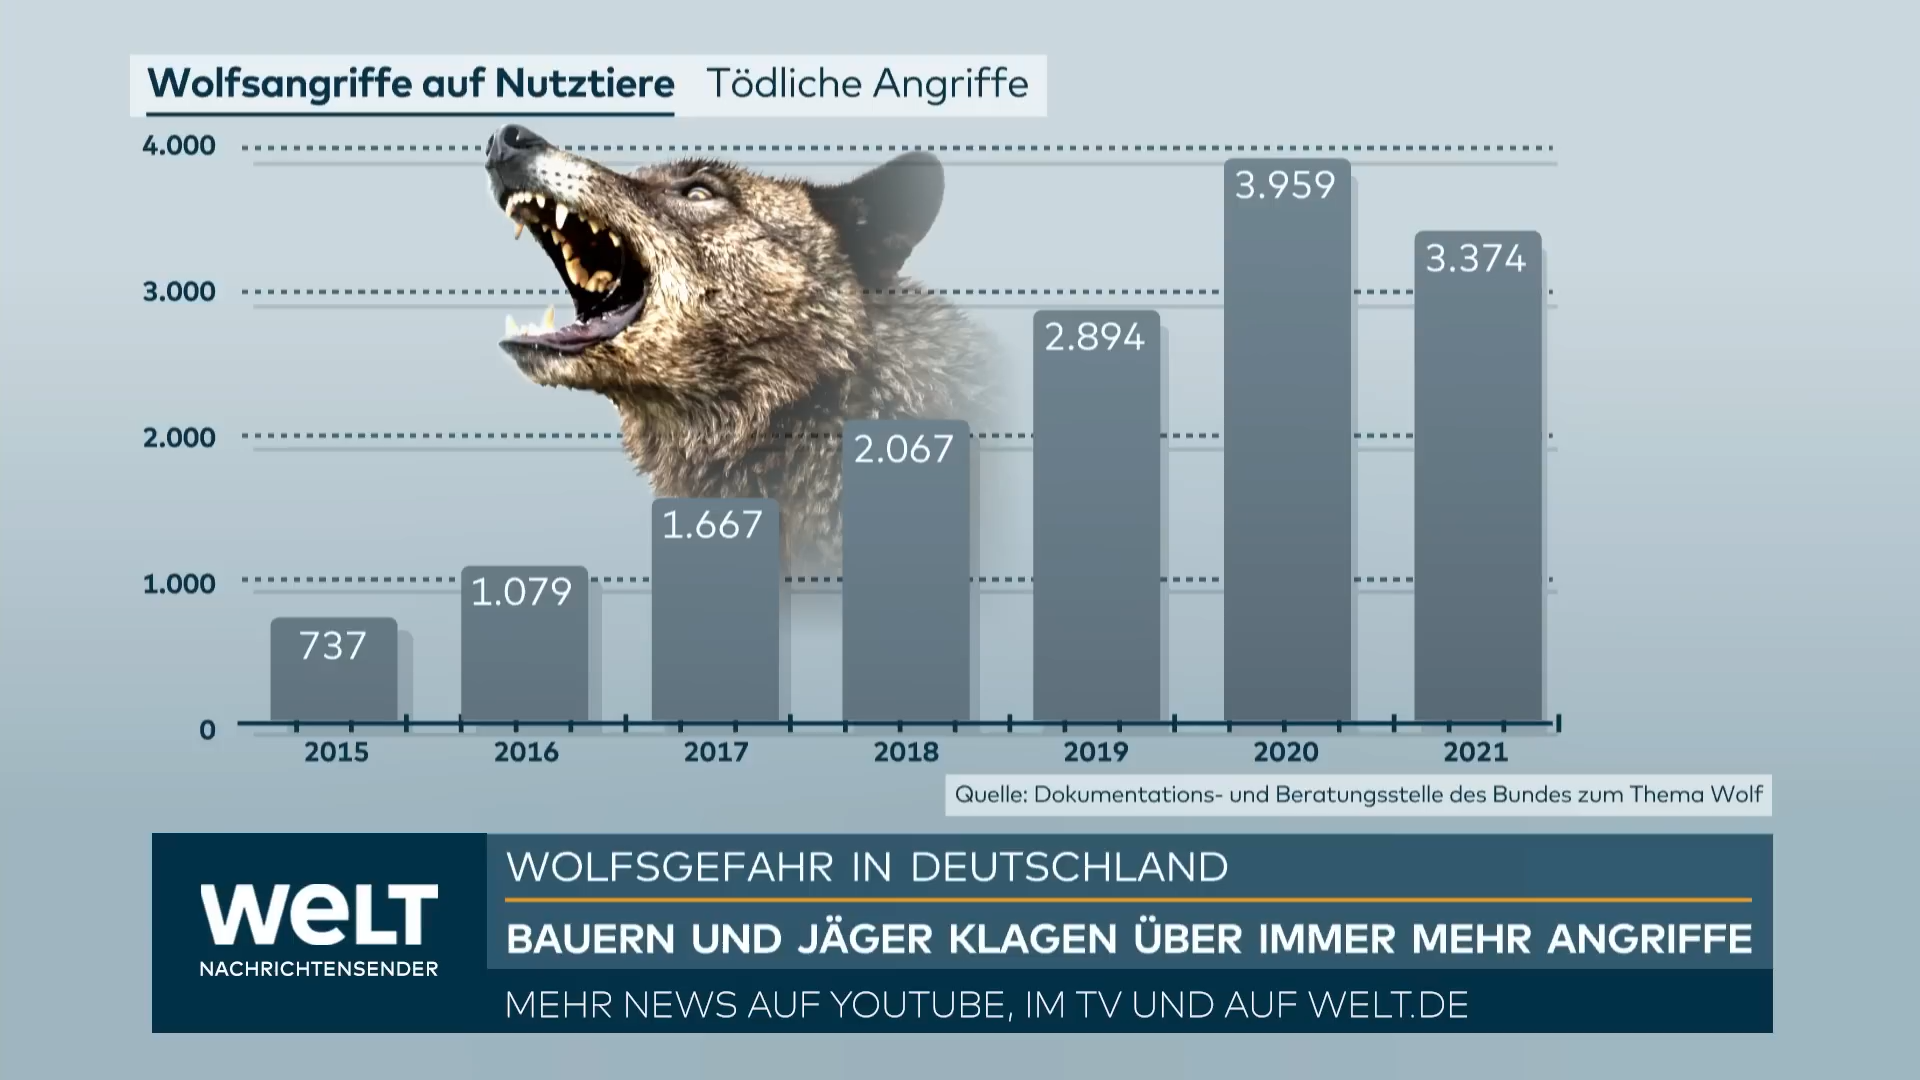 Wolfsangriffe auf Nutztiere Tödliche Angriffe
4.000
3.000
2.000
1.000
0
737
1.079
1.667
2.067
2.894
3.959
3.374
2015 2016 2017 2018 2019 2020 2021
Quelle: Dokumentations- und Beratungsstelle des Bundes zum Thema Wolf
WELT
NACHRICHTENSENDER
WOLFSGEFAHR IN DEUTSCHLAND
BAUERN UND JÄGER KLAGEN ÜBER IMMER MEHR ANGRIFFE
MEHR NEWS AUF YOUTUBE, IM TV UND AUF WELT.DE